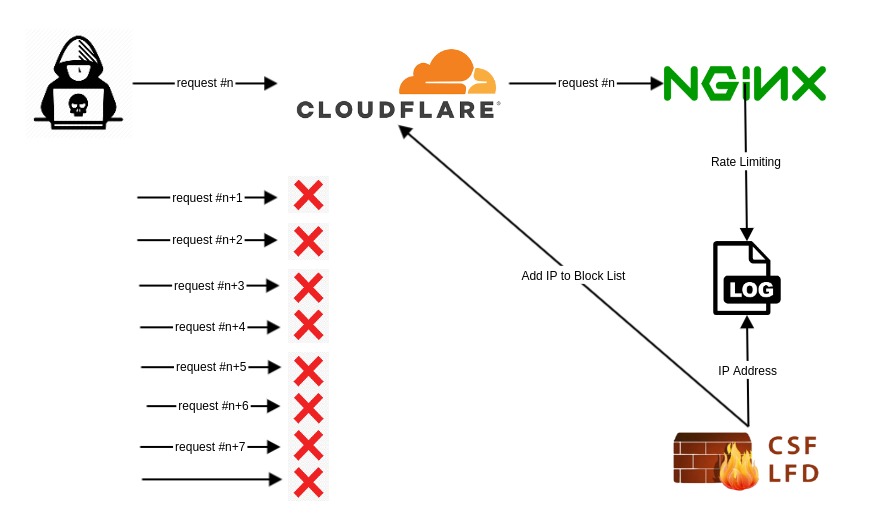 request #n
CLOUDFLARE®
request #n
NGiNX
Rate Limiting
request #n+1
request #n+2
request #n+3
request #n+4
request #n+5
request #n+6
request #n+7
Add IP to Block List
LOG
IP Address
CSF
LFD